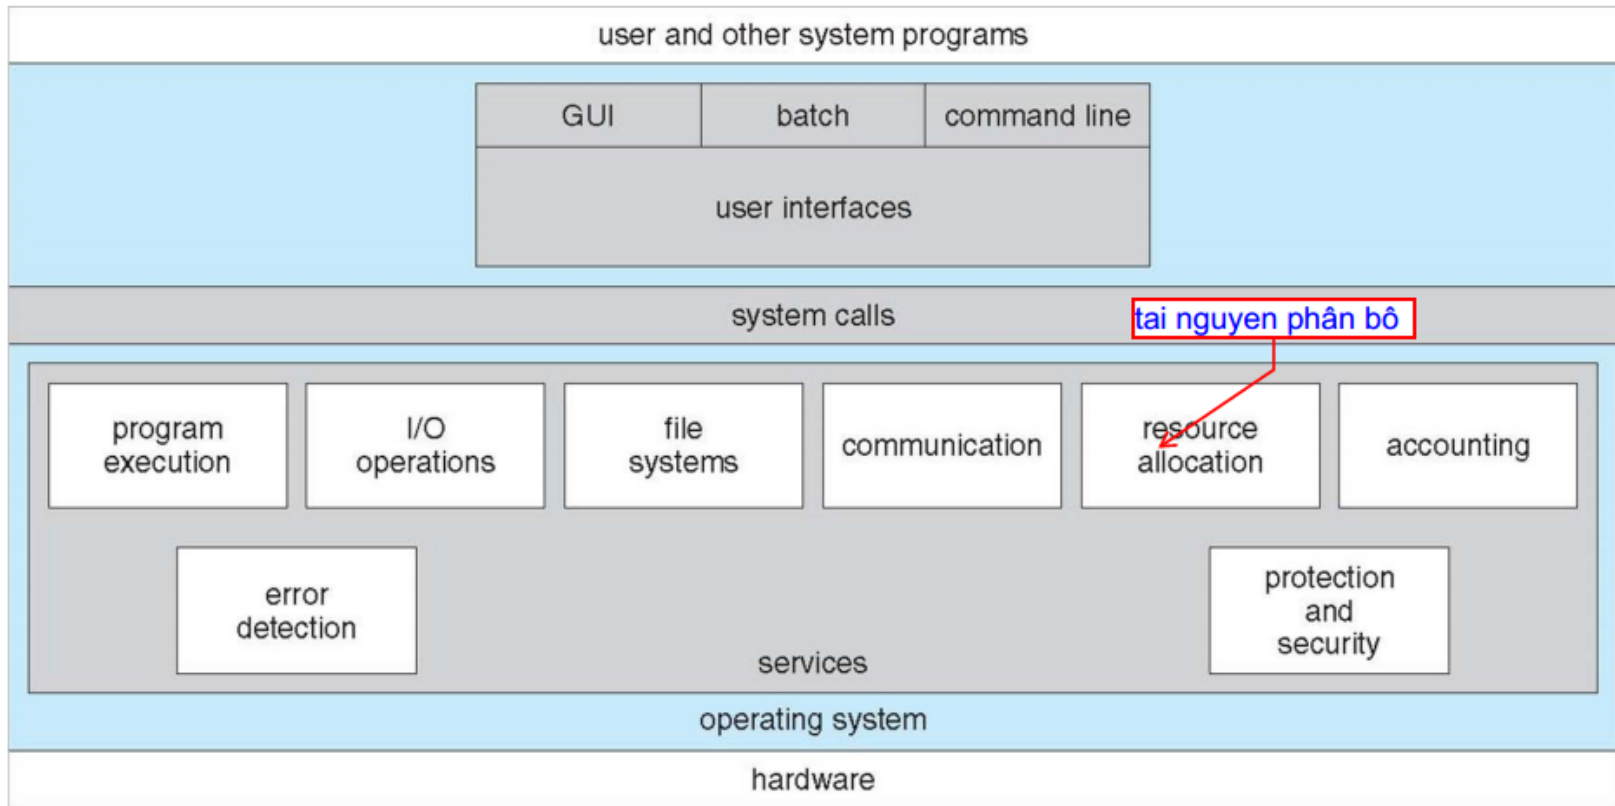 user and other system programs
GUI
batch
command line
user interfaces
system calls
tai nguyen phân bô
program
execution
I/O
operations
file
systems
communication
resource
allocation
accounting
error
detection
protection
and
security
services
operating system
hardware